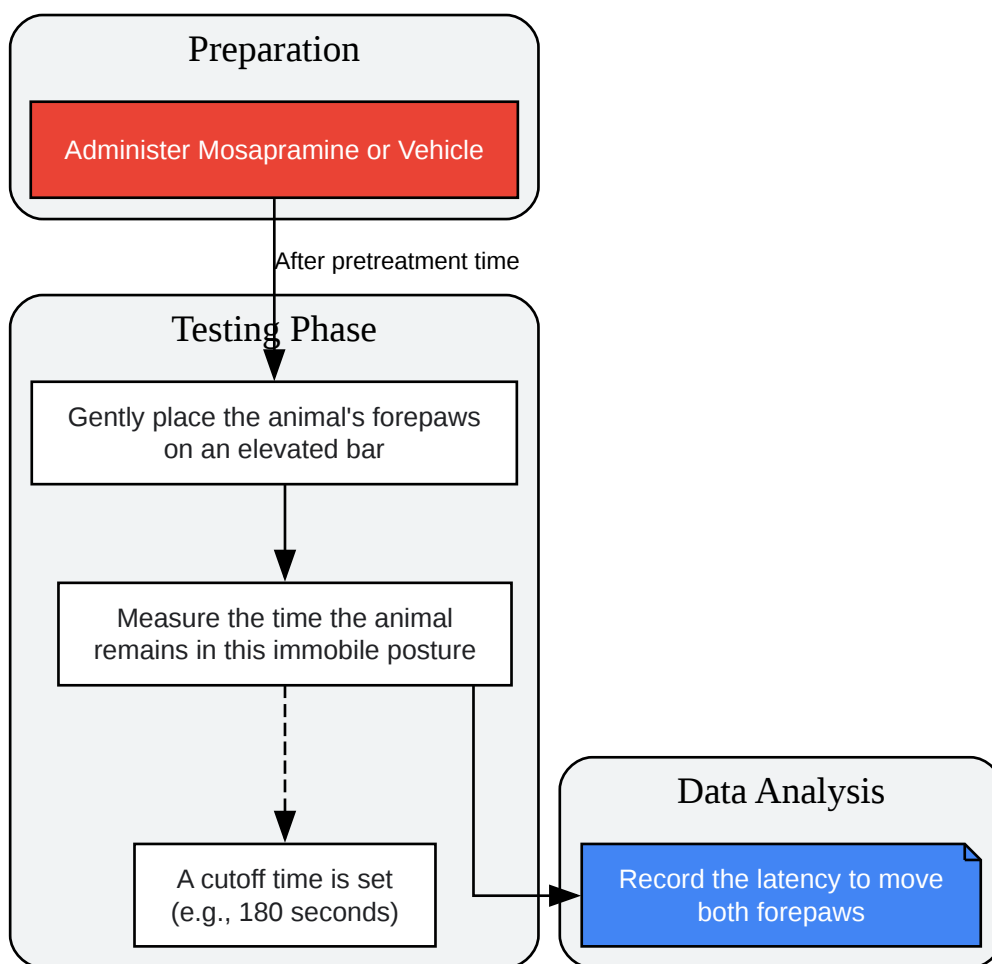 Preparation
Administer Mosapramine or Vehicle
After pretreatment time
Testing Phase
Gently place the animal's forepaws
on an elevated bar
Measure the time the animal
remains in this immobile posture
A cutoff time is set
(e.g., 180 seconds)
Data Analysis
Record the latency to move
both forepaws